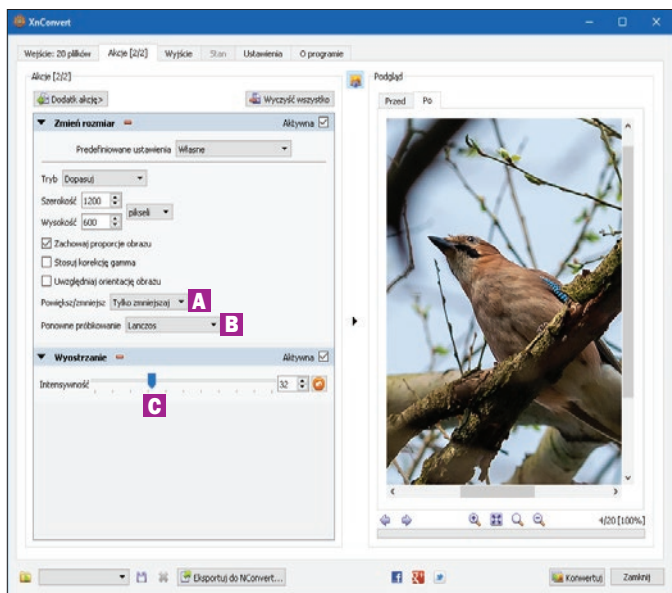 XnConvert
Wejście: 20 plików Akcje [2/2] Wyjście Stan Ustawienia O programie
Akcje [2/2]
Dodatk akcję>
Wyczyść wszystko
Zmień rozmiar Aktywna
Predefiniowane ustawienia Własne
Tryb Dopasuj
Szerokość 1200
pikseli
Wysokość 600
Zachowaj proporcje obrazu
Stosuj korekcję gamma
Uwzględniaj orientację obrazu
Powiększ/zmniejsz Tylko zmniejszaj A
Ponowne próbkowanie Lanczos B
Wyostrzanie Aktywna
Intensywność 32
C
Podgląd
Przed Po
4/20 [100%]
Eksportuj do NConvert...
Konwertuj Zamknij